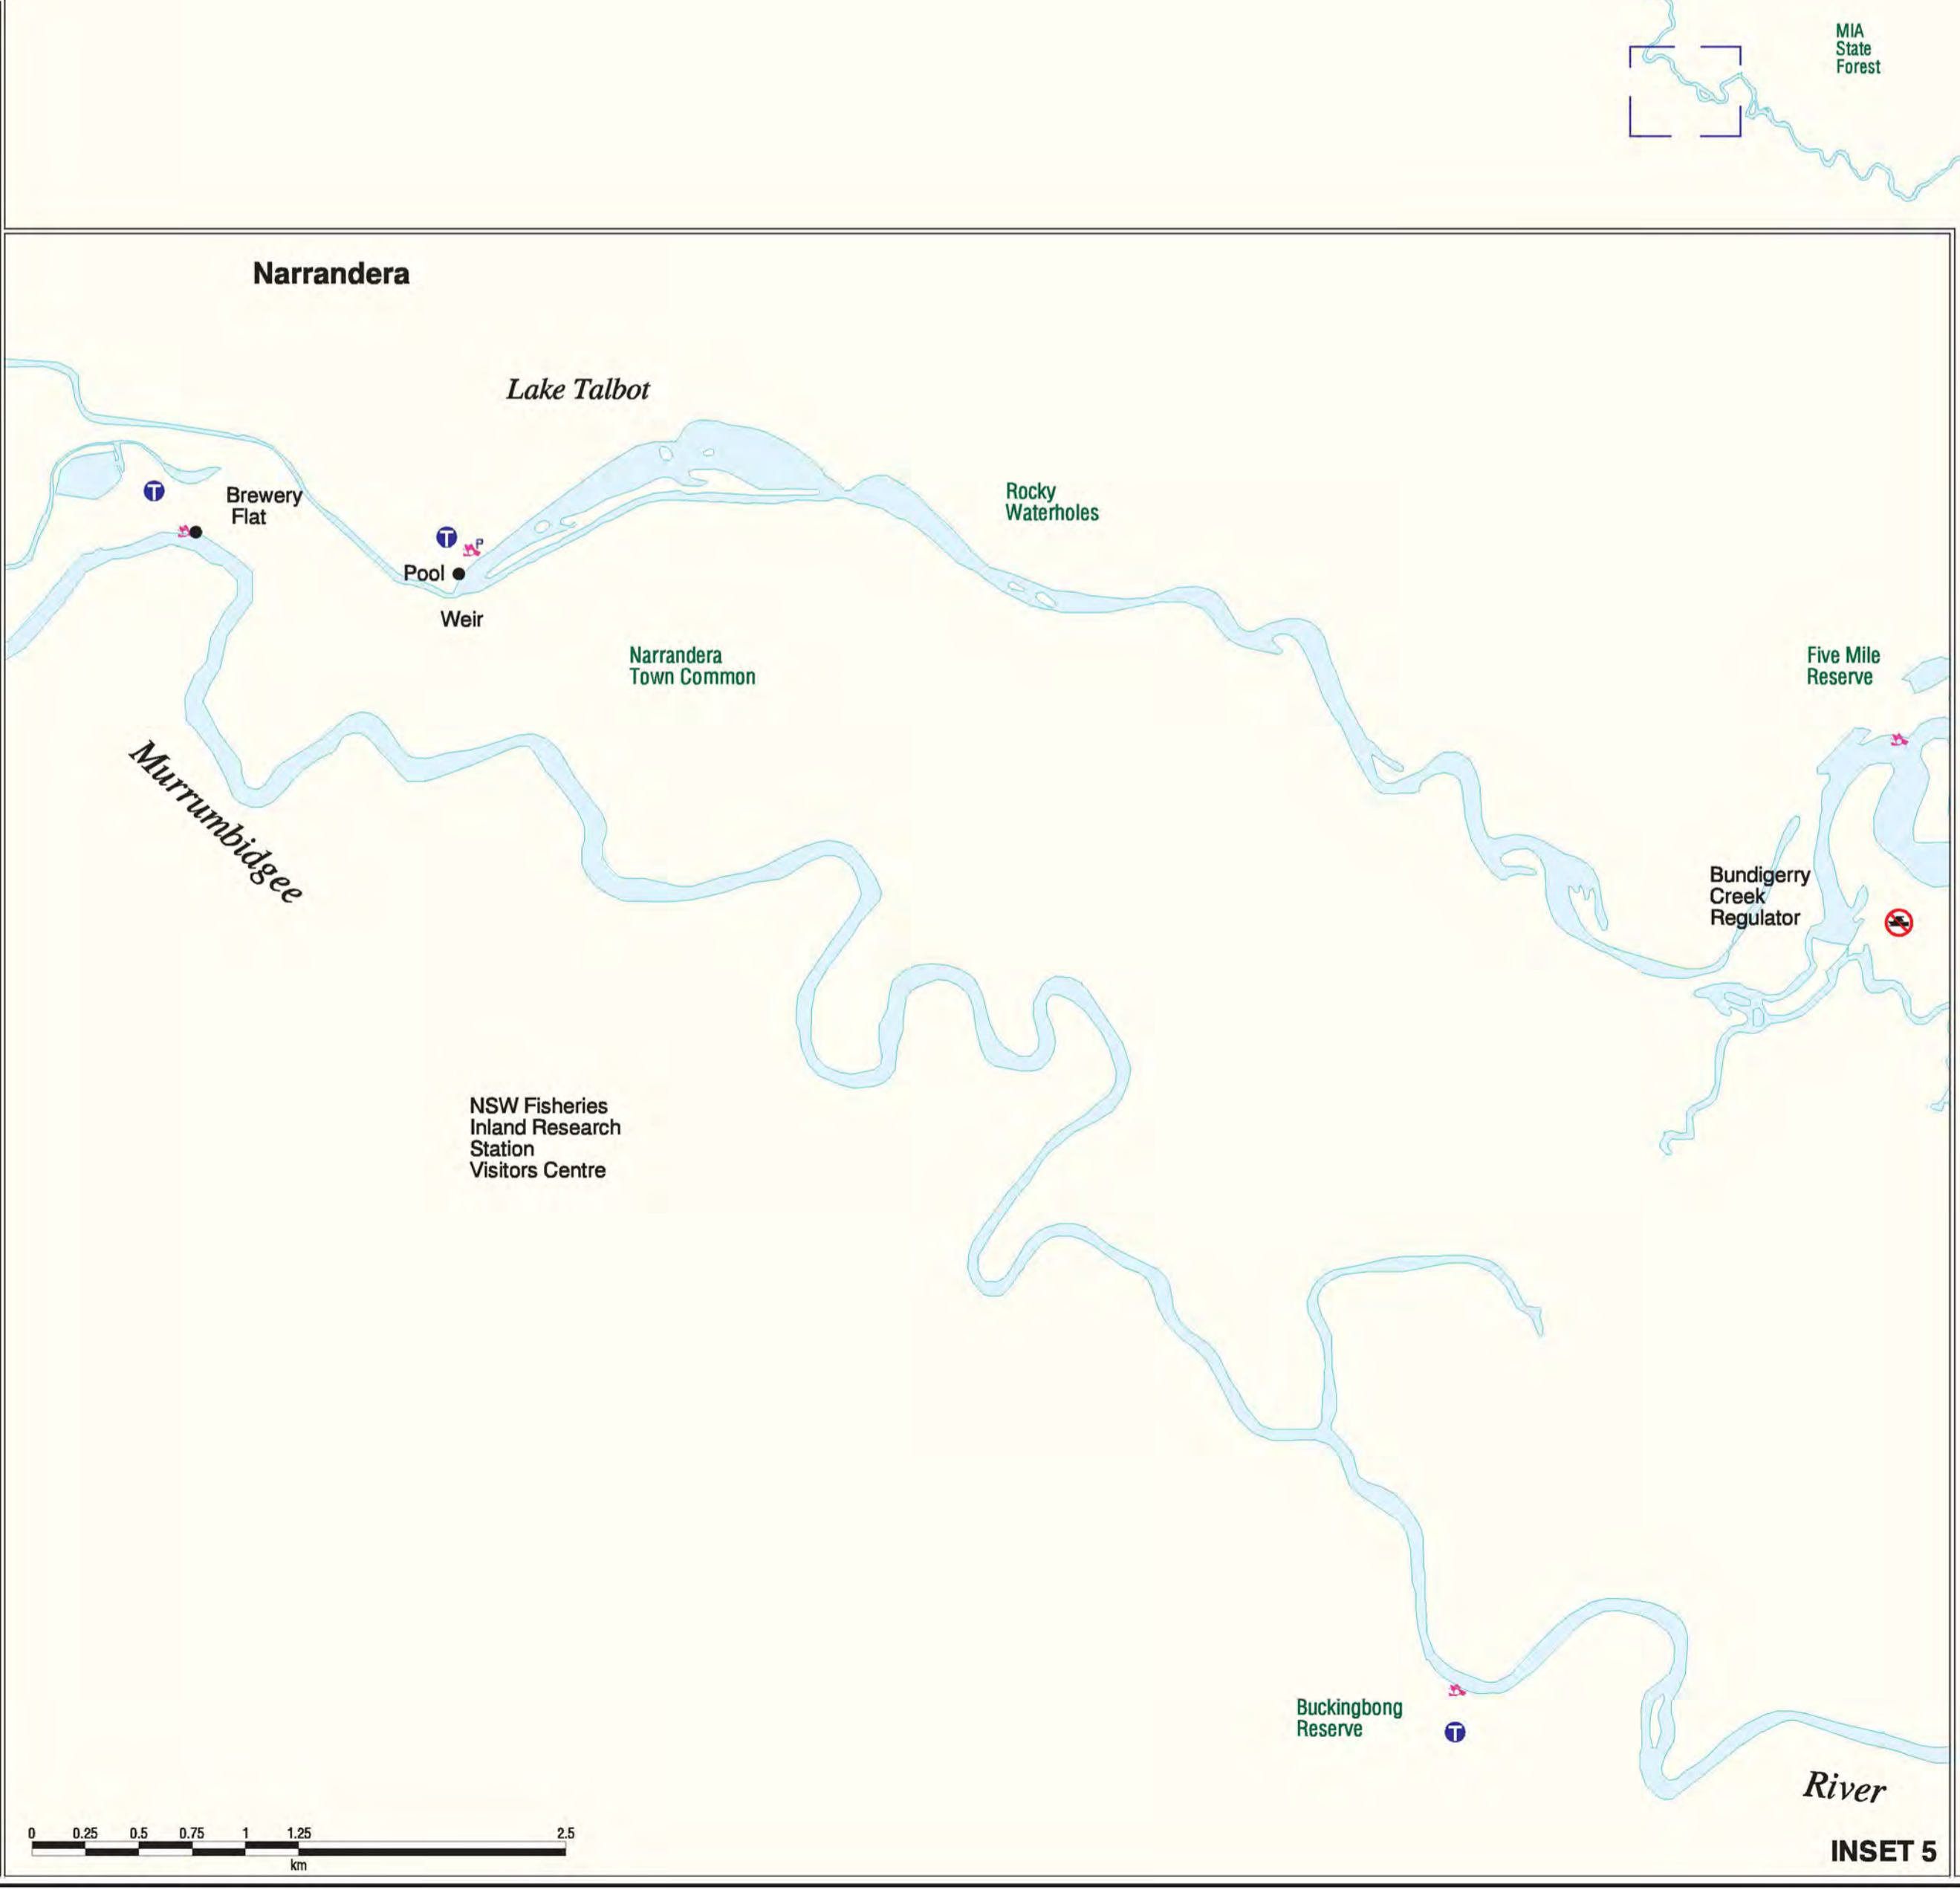 MIA
State
Forest
Narrandera
Lake Talbot
Brewery
Flat
T
T
P
Pool
Weir
Rocky
Waterholes
Narrandera
Town Common
Five Mile
Reserve
Murrumbidgee
Bundigerry
Creek
Regulator
NSW Fisheries
Inland Research
Station
Visitors Centre
Buckingbong
Reserve
T
River
0 0.25 0.5 0.75 1 1.25 2.5
km
INSET 5